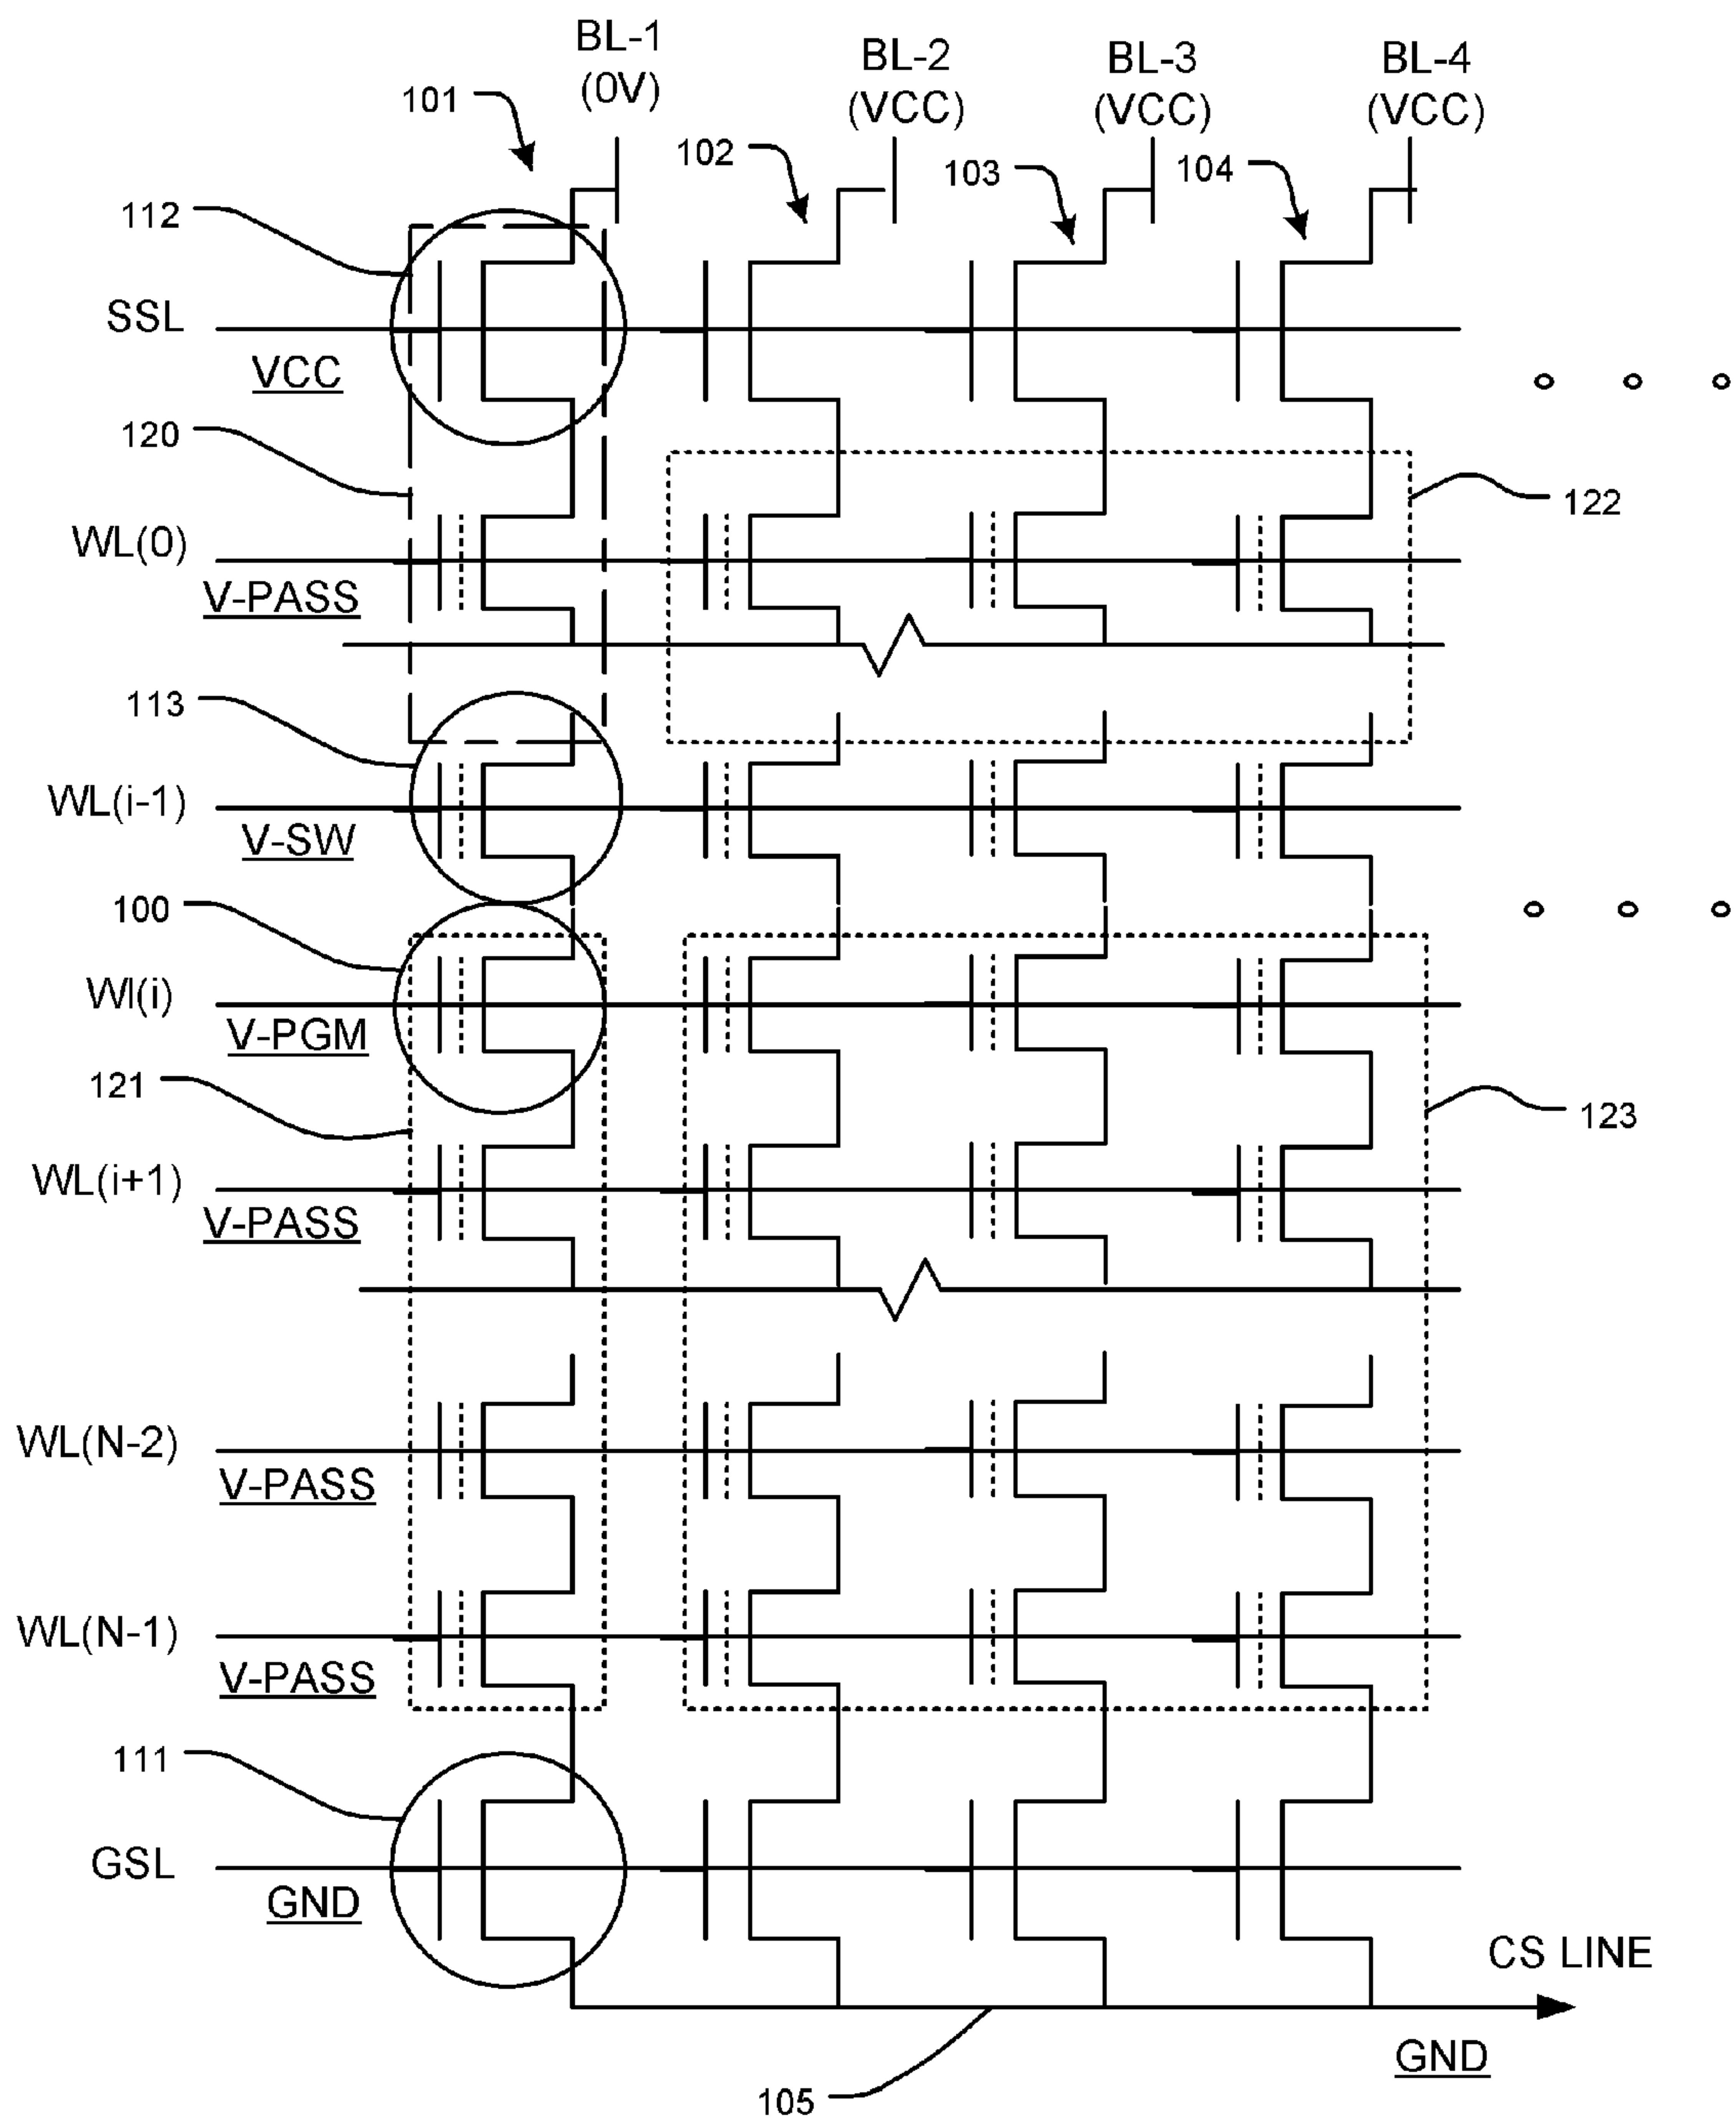 BL-1
(0V)
BL-2
(VCC)
BL-3
(VCC)
BL-4
(VCC)
101
102
103
104
112
SSL
VCC
120
122
WL(0)
V-PASS
113
WL(i-1)
V-SW
100
Wl(i)
V-PGM
121
123
WL(i+1)
V-PASS
WL(N-2)
V-PASS
WL(N-1)
V-PASS
111
GSL
GND
CS LINE
GND
105